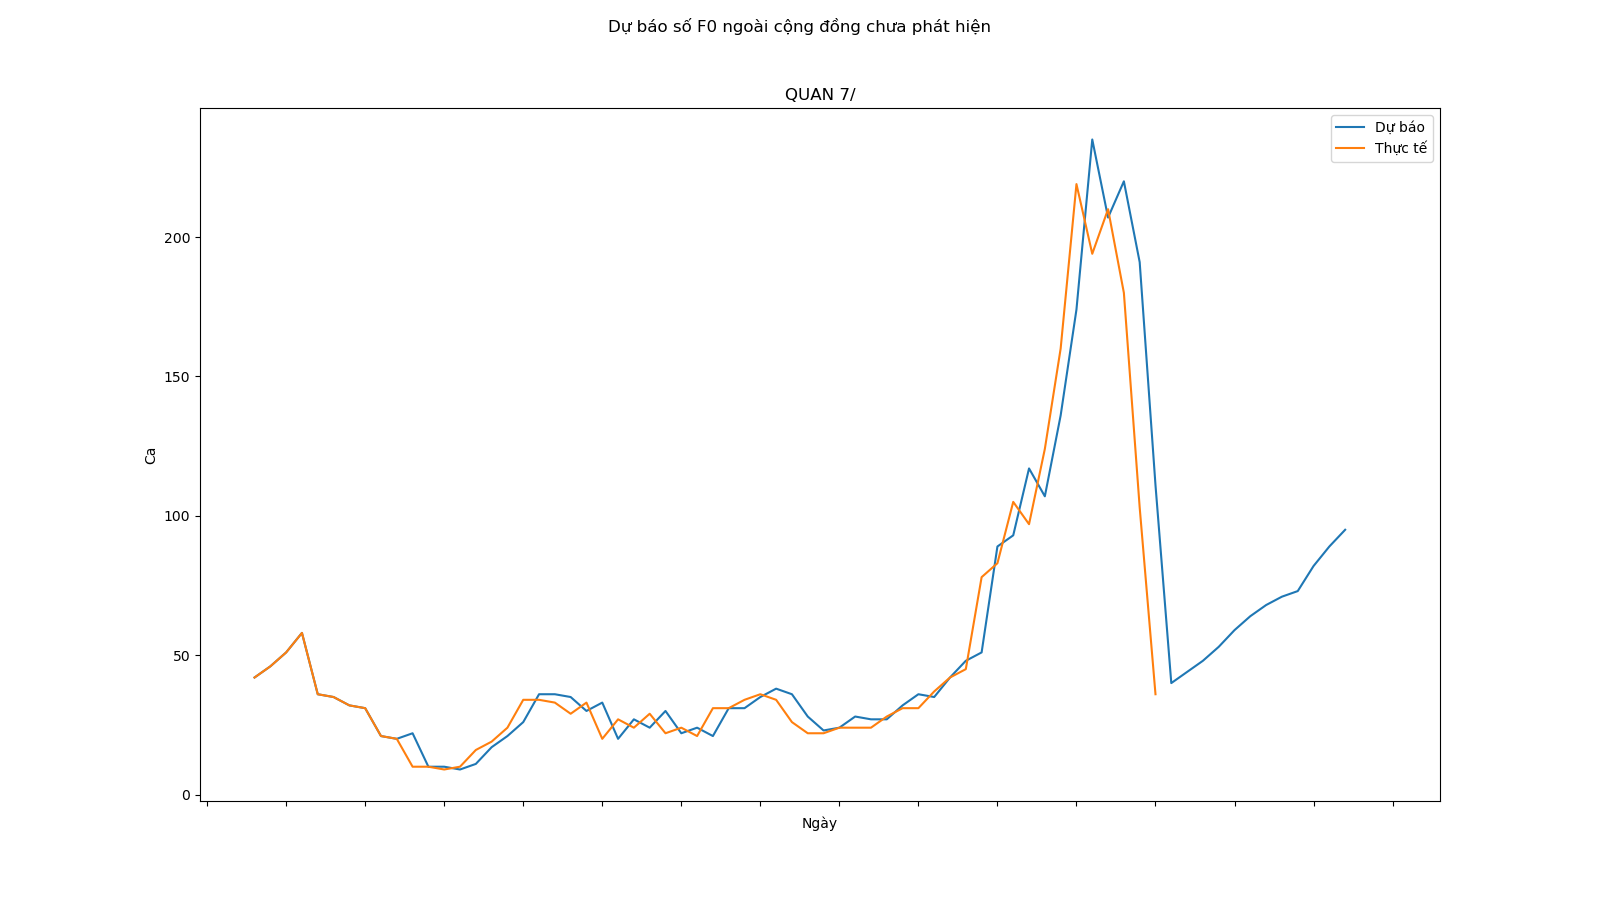 Dự báo số F0 ngoài cộng đồng chưa phát hiện
QUAN 7/
Dự báo
Thực tế
200
150
100
50
0
Ca
Ngày